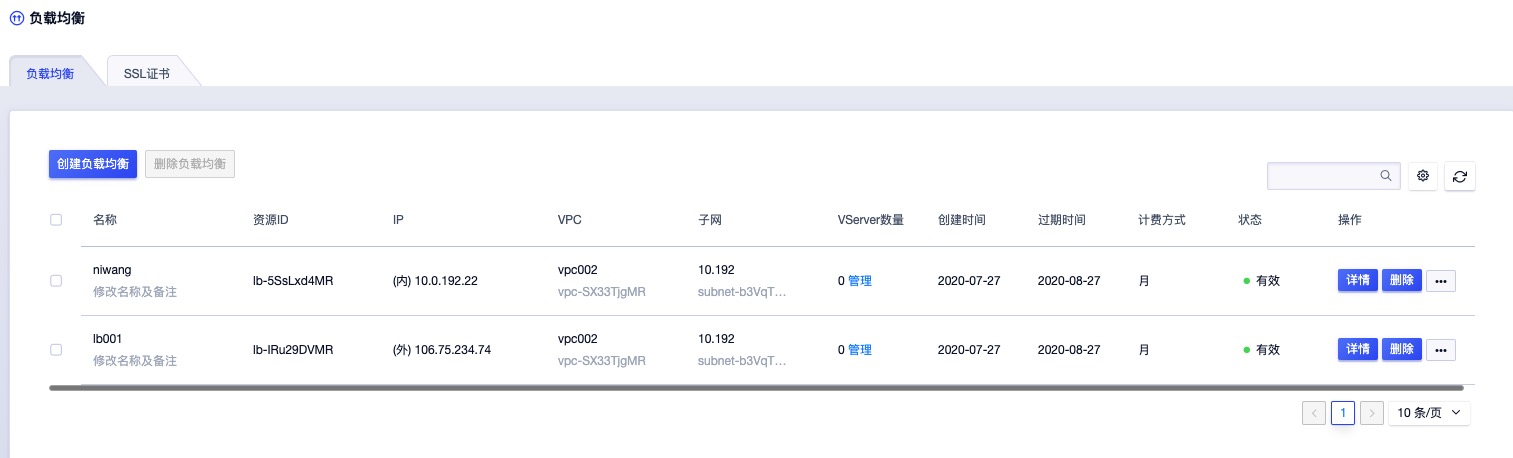 负载均衡
负载均衡 SSL证书
创建负载均衡 删除负载均衡
名称 资源ID IP VPC 子网 VServer数量 创建时间 过期时间 计费方式 状态 操作
niwang lb-5SsLxd4MR (内) 10.0.192.22 vpc002 10.192 0 管理 2020-07-27 2020-08-27 月 有效 详情 删除 •••
修改名称及备注 vpc-SX33TjgMR subnet-b3VqT...
lb001 lb-lRu29DVMR (外) 106.75.234.74 vpc002 10.192 0 管理 2020-07-27 2020-08-27 月 有效 详情 删除 •••
修改名称及备注 vpc-SX33TjgMR subnet-b3VqT...
< 1 > 10 条/页